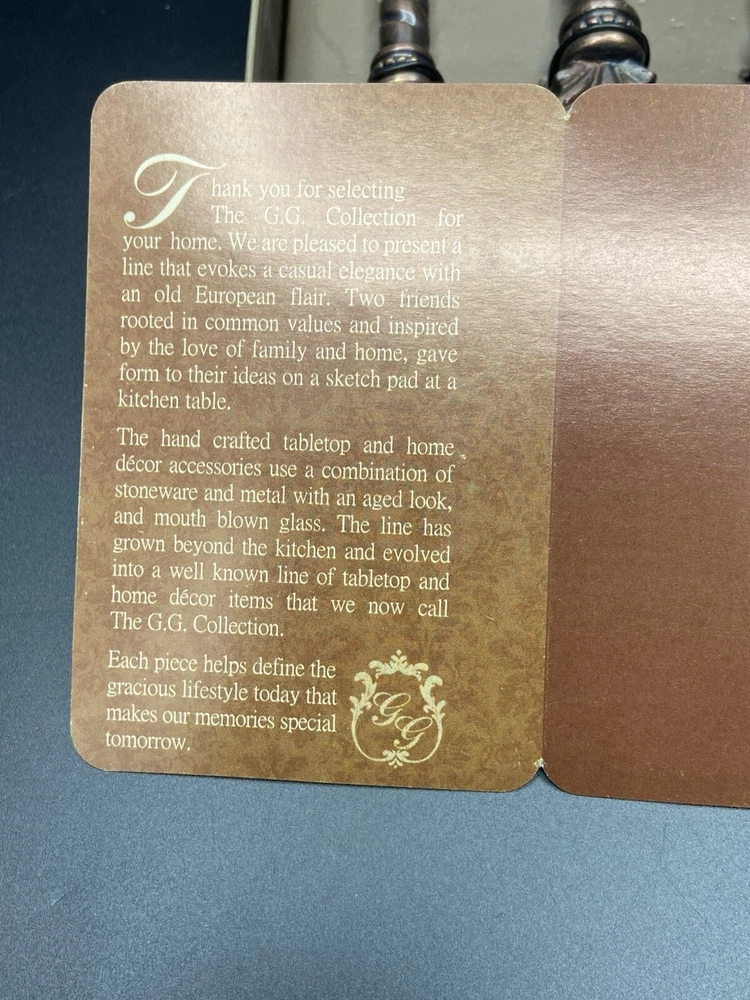 Thank you for selecting
The G.G. Collection for
your home. We are pleased to present a
line that evokes a casual elegance with
an old European flair. Two friends
rooted in common values and inspired
by the love of family and home, gave
form to their ideas on a sketch pad at a
kitchen table.
The hand crafted tabletop and home
décor accessories use a combination of
stoneware and metal with an aged look,
and mouth blown glass. The line has
grown beyond the kitchen and evolved
into a well known line of tabletop and
home décor items that we now call
The G.G. Collection.
Each piece helps define the
gracious lifestyle today that
makes our memories special
tomorrow.
GG